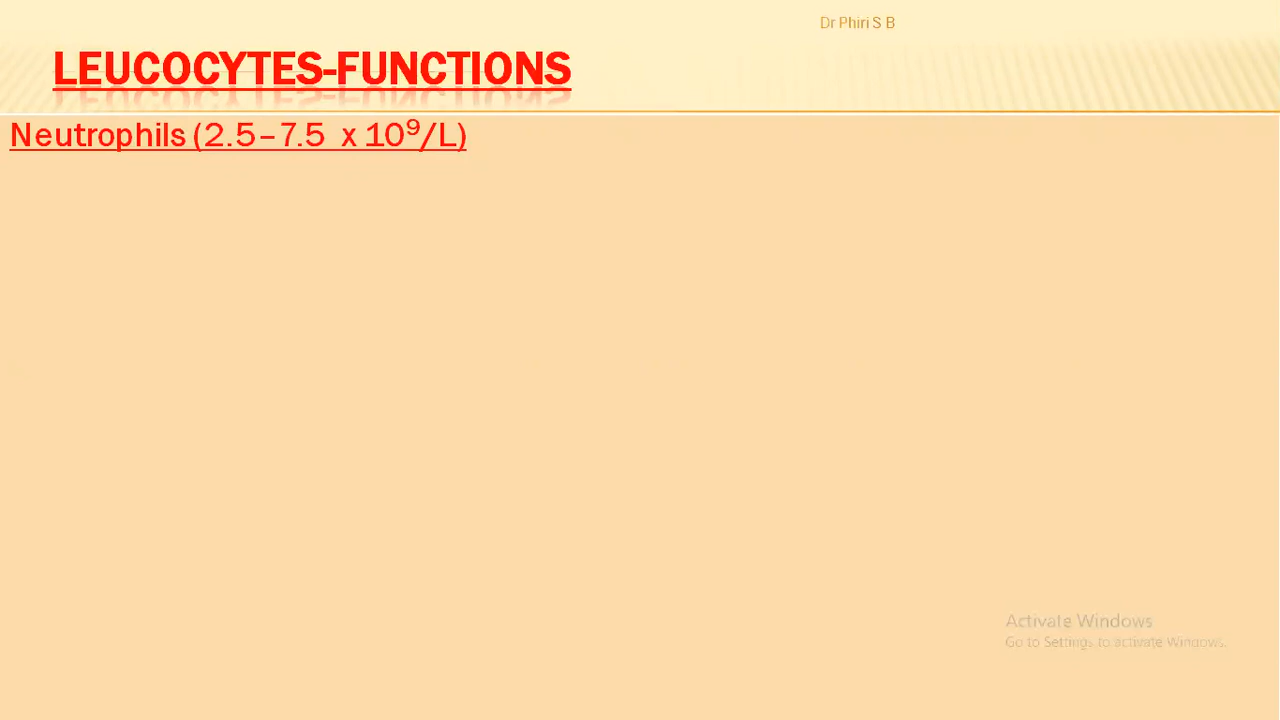 Dr Phiri S B
LEUCOCYTES-FUNCTIONS
Neutrophils (2.5–7.5 x 10⁹/L)
Activate Windows
Go to Settings to activate Windows.